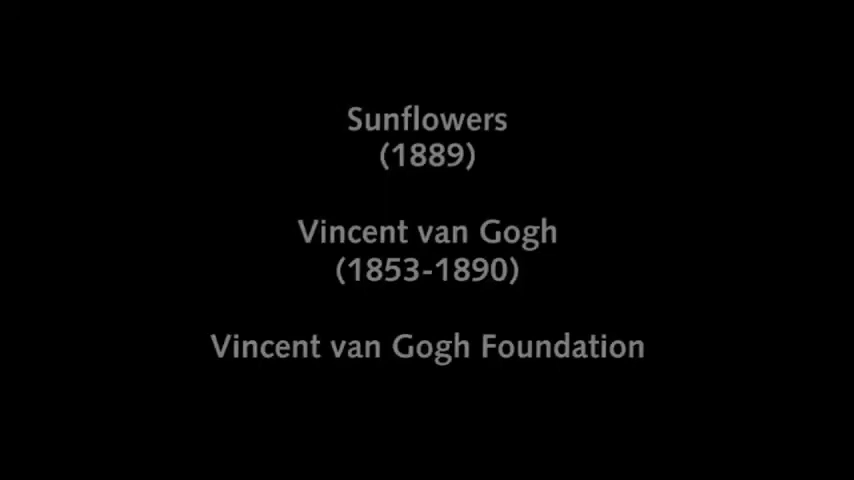 Sunflowers
(1889)
Vincent van Gogh
(1853-1890)
Vincent van Gogh Foundation